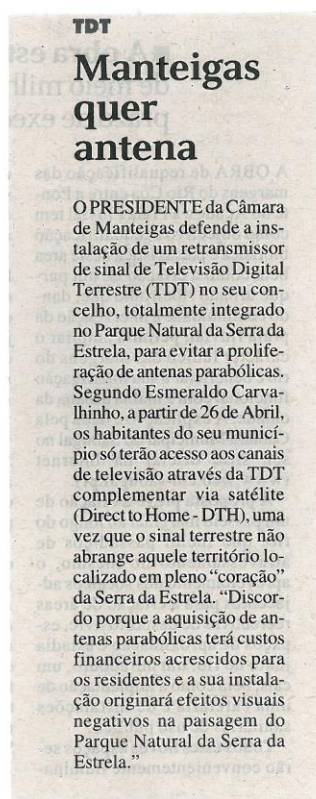 TDT
Manteigas
quer
antena
O PRESIDENTE da Câmara
de Manteigas defende a ins-
talação de um retransmissor
de sinal de Televisão Digital
Terrestre (TDT) no seu con-
celho, totalmente integrado
no Parque Natural da Serra da
Estrela, para evitar a prolife-
ração de antenas parabólicas.
Segundo Esmeraldo Carva-
lhinho, a partir de 26 de Abril,
os habitantes do seu municí-
pio só terão acesso aos canais
de televisão através da TDT
complementar via satélite
(Direct to Home - DTH), uma
vez que o sinal terrestre não
abrange aquele território lo-
calizado em pleno “coração”
da Serra da Estrela. “Discor-
do porque a aquisição de an-
tenas parabólicas terá custos
financeiros acrescidos para
os residentes e a sua instala-
ção originará efeitos visuais
negativos na paisagem do
Parque Natural da Serra da
Estrela.”